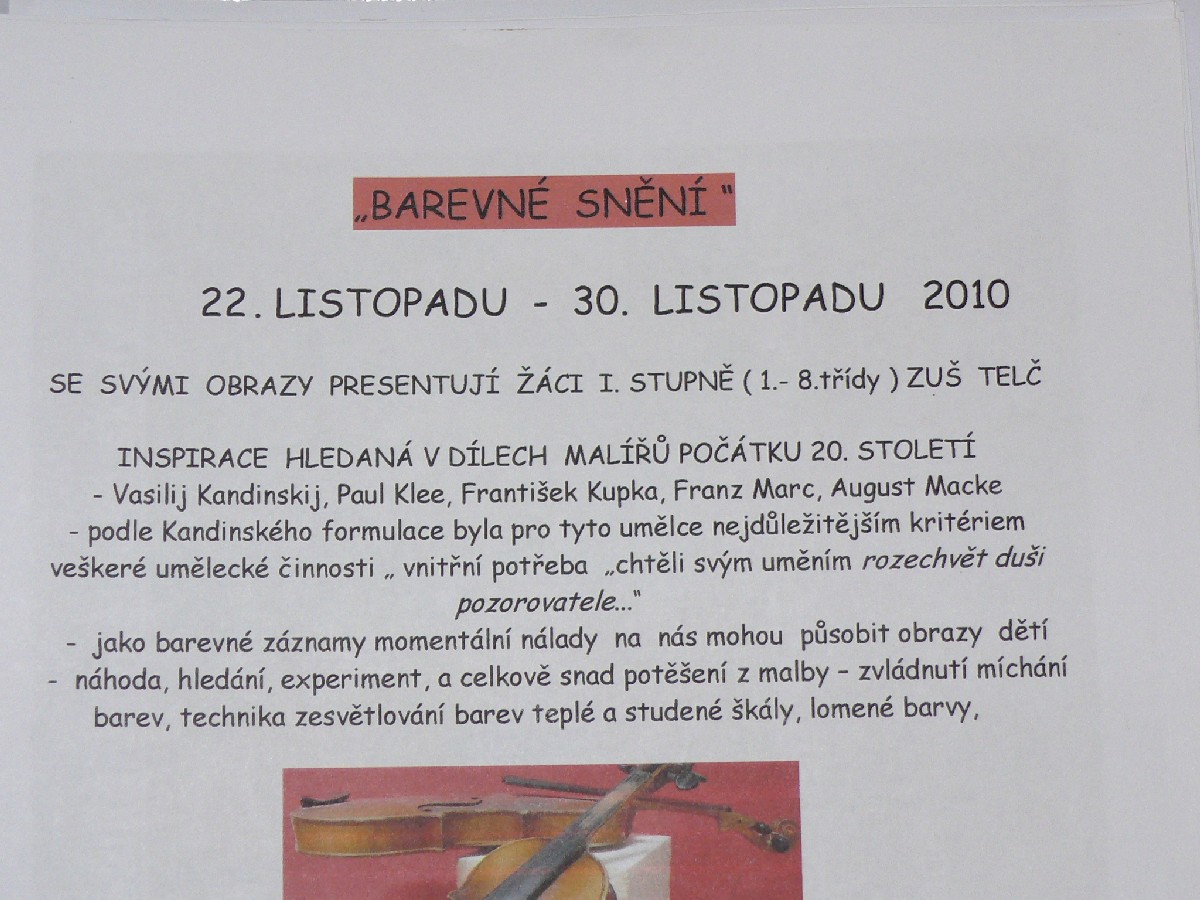 „BAREVNÉ SNĚNÍ “
22. LISTOPADU - 30. LISTOPADU 2010
SE SVÝMI OBRAZY PRESENTUJÍ ŽÁCI I. STUPNĚ ( 1.- 8.třídy ) ZUŠ TELČ
INSPIRACE HLEDANÁ V DÍLECH MALÍŘŮ POČÁTKU 20. STOLETÍ
- Vasilij Kandinskij, Paul Klee, František Kupka, Franz Marc, August Macke
- podle Kandinského formulace byla pro tyto umělce nejdůležitějším kritériem
veškeré umělecké činnosti „ vnitřní potřeba „chtěli svým uměním rozechvět duši
pozorovatele...“
- jako barevné záznamy momentální nálady na nás mohou působit obrazy dětí
- náhoda, hledání, experiment, a celkově snad potěšení z malby – zvládnutí míchání
barev, technika zesvětlování barev teplé a studené škály, lomené barvy,